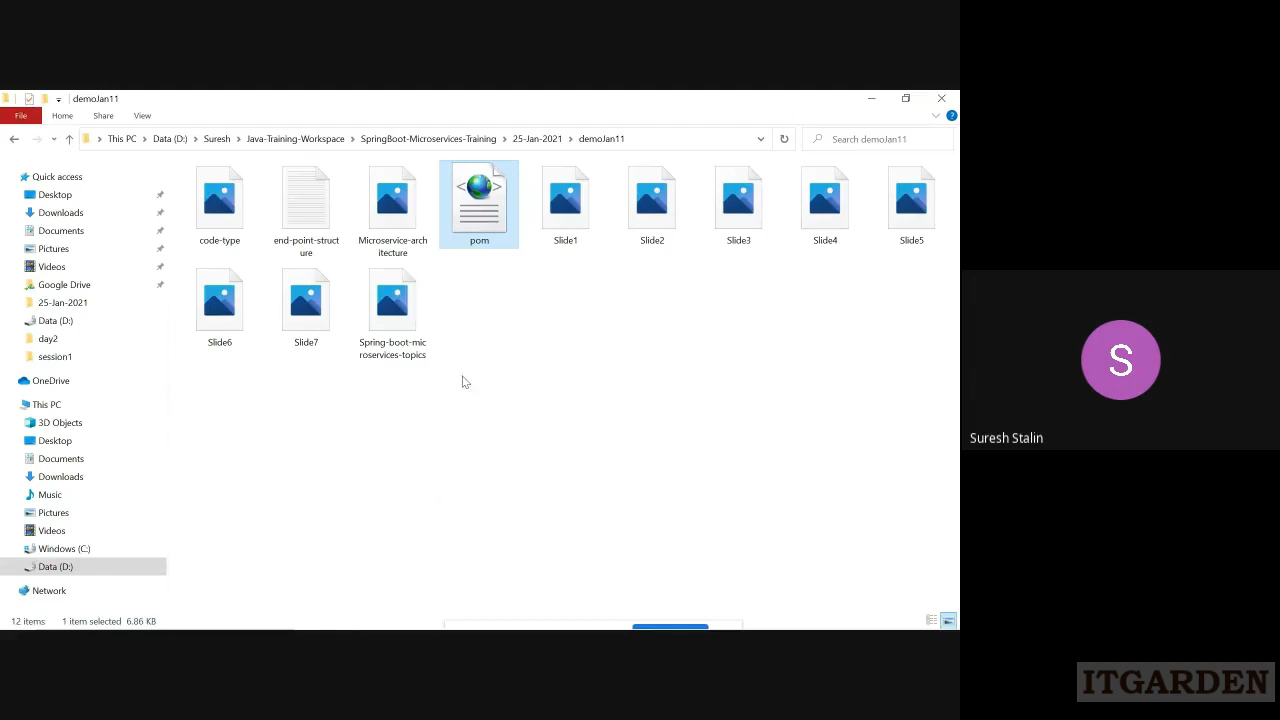 demoJan11
File Home Share View
This PC Data (D:) Suresh Java-Training-Workspace SpringBoot-Microservices-Training 25-Jan-2021 demoJan11
Search demoJan11
Quick access
Desktop
Downloads
Documents
Pictures
Videos
Google Drive
25-Jan-2021
Data (D:)
day2
session1
OneDrive
This PC
3D Objects
Desktop
Documents
Downloads
Music
Pictures
Videos
Windows (C:)
Data (D:)
Network
code-type
end-point-struct
ure
Microservice-arch
itecture
pom
Slide1
Slide2
Slide3
Slide4
Slide5
Slide6
Slide7
Spring-boot-mic
roservices-topics
12 items 1 item selected 6.86 KB
S
Suresh Stalin
ITGARDEN